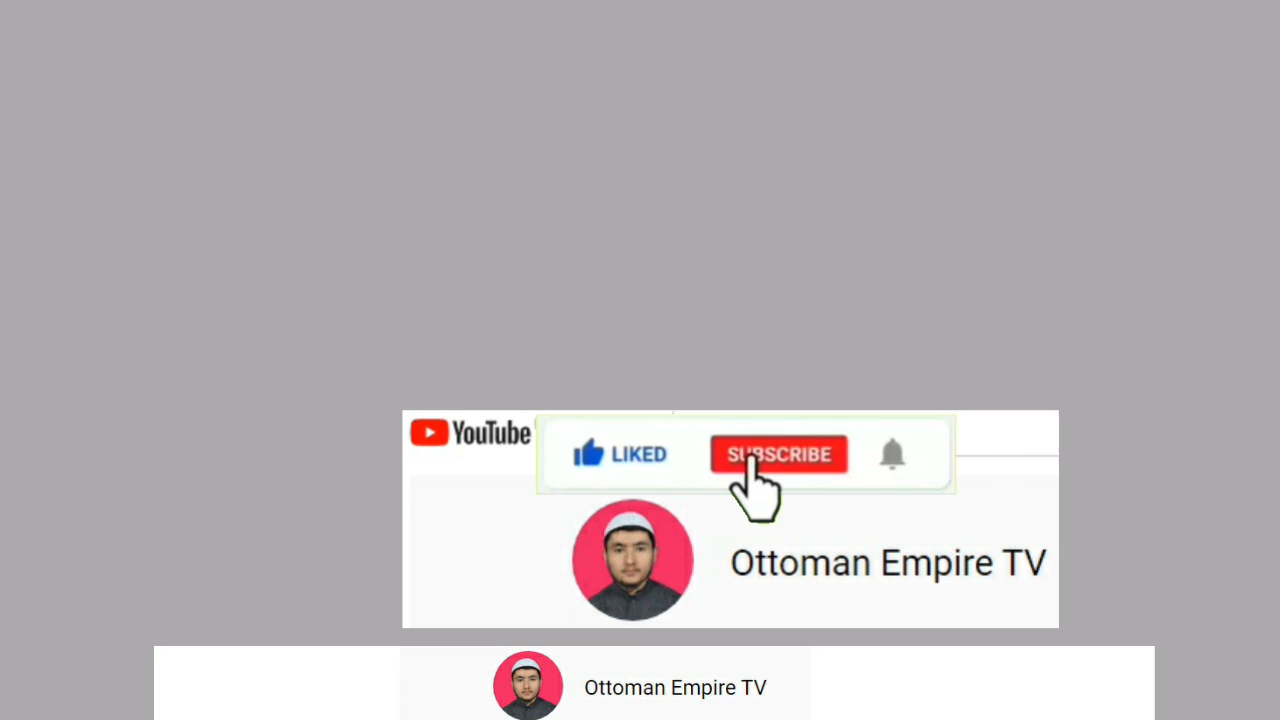 YouTube
LIKED
SUBSCRIBE
Ottoman Empire TV
Ottoman Empire TV